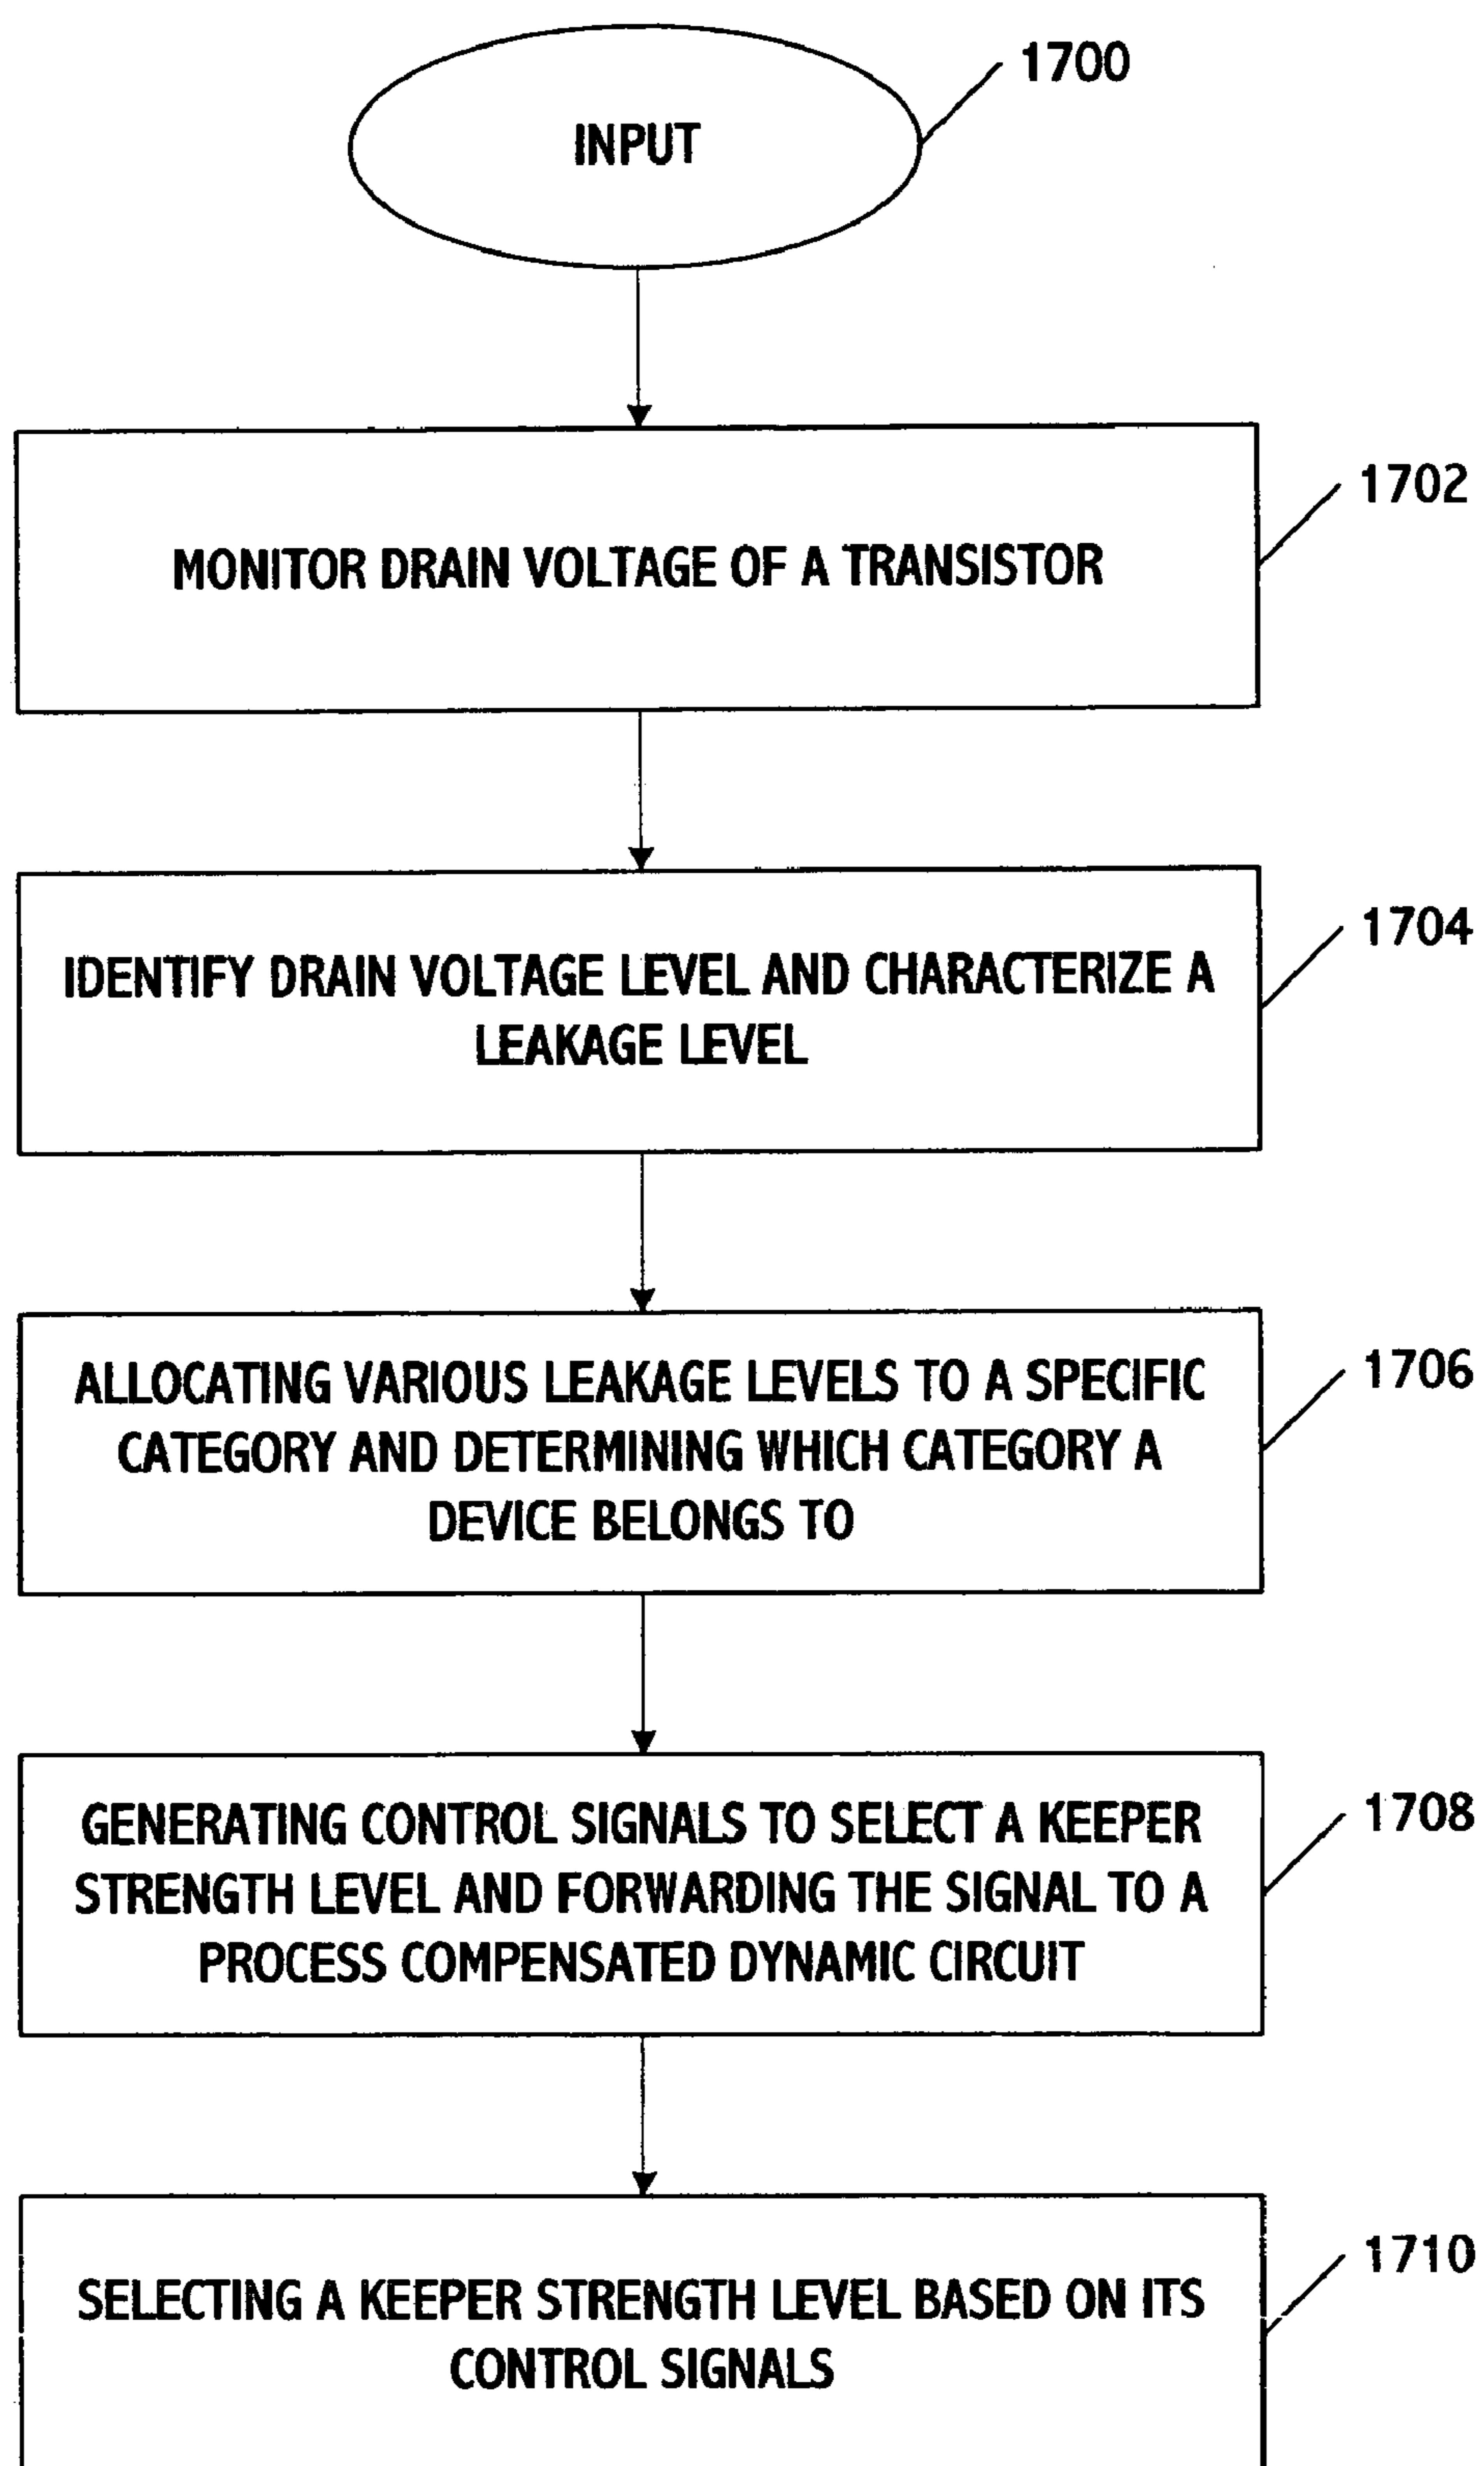 INPUT
1700
MONITOR DRAIN VOLTAGE OF A TRANSISTOR
1702
IDENTIFY DRAIN VOLTAGE LEVEL AND CHARACTERIZE A
LEAKAGE LEVEL
1704
ALLOCATING VARIOUS LEAKAGE LEVELS TO A SPECIFIC
CATEGORY AND DETERMINING WHICH CATEGORY A
DEVICE BELONGS TO
1706
GENERATING CONTROL SIGNALS TO SELECT A KEEPER
STRENGTH LEVEL AND FORWARDING THE SIGNAL TO A
PROCESS COMPENSATED DYNAMIC CIRCUIT
1708
SELECTING A KEEPER STRENGTH LEVEL BASED ON ITS
CONTROL SIGNALS
1710